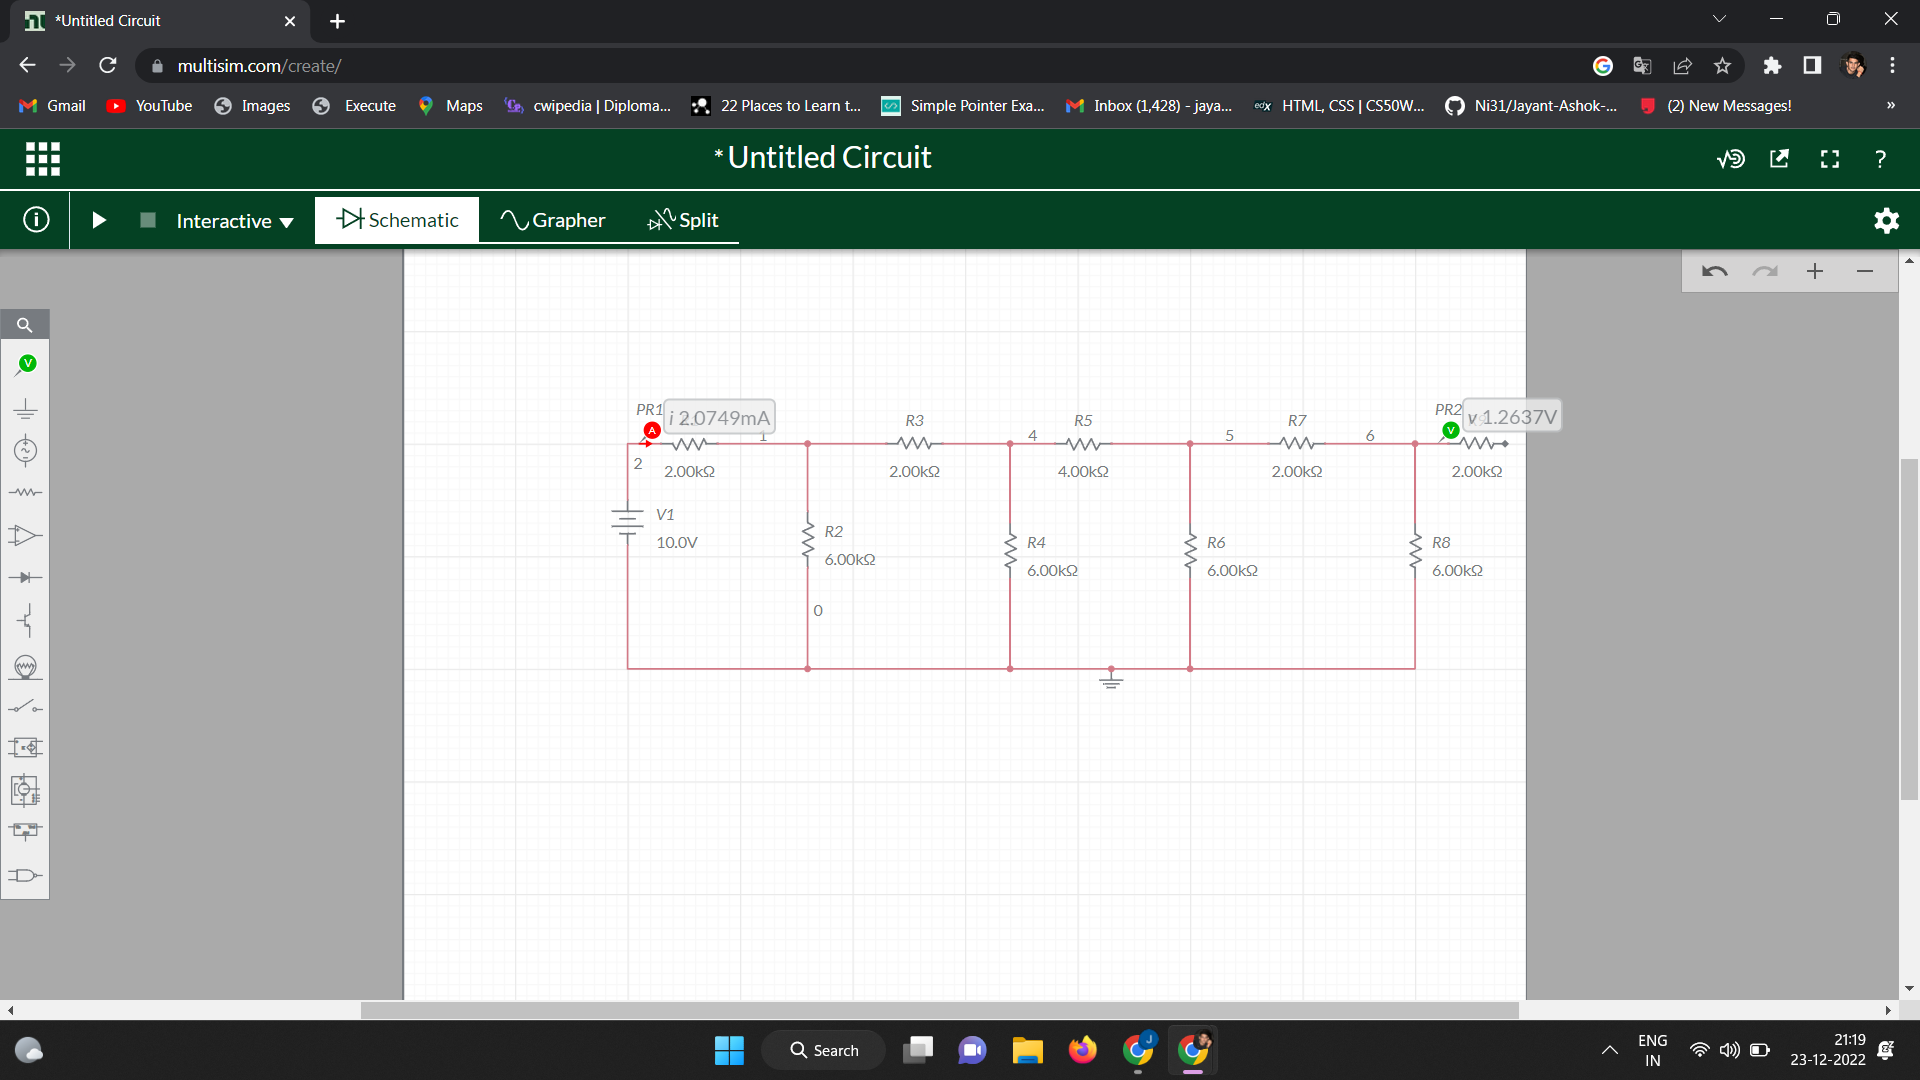 *Untitled Circuit
multisim.com/create/
Gmail YouTube Images Execute Maps cwipedia | Diploma... 22 Places to Learn t... Simple Pointer Exa... Inbox (1,428) - jaya... edx HTML, CSS | CS50W... Ni31/Jayant-Ashok-... (2) New Messages! »
*Untitled Circuit ?
Interactive Schematic Grapher Split
PR1 i 2.0749mA R3 R5 R7 PR2 v 1.2637V
A 1 4 5 6 V
2 2.00kΩ 2.00kΩ 4.00kΩ 2.00kΩ 2.00kΩ
V1
10.0V
R2
6.00kΩ
R4
6.00kΩ
R6
6.00kΩ
R8
6.00kΩ
0
V
Search
J
ENG
IN
21:19
23-12-2022